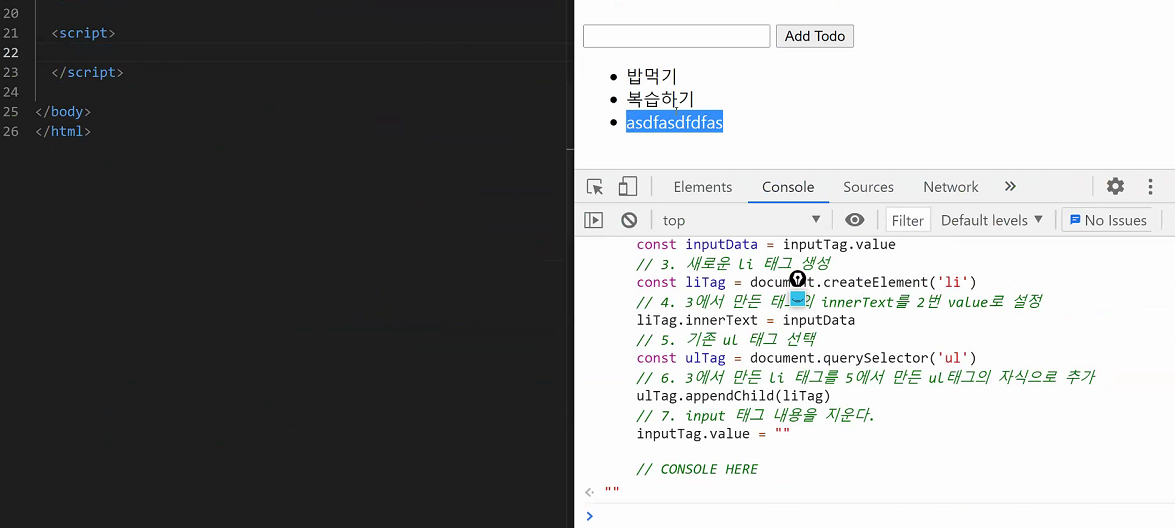 20
21 <script>
22
23 </script>
24
25 </body>
26 </html>
Add Todo
밥먹기
복습하기
asdfasdfdfas
Elements Console Sources Network »
top ▼ Filter Default levels ▼ No Issues
const inputData = inputTag.value
// 3. 새로운 li 태그 생성
const liTag = document.createElement('li')
// 4. 3에서 만든 innerText를 2번 value로 설정
liTag.innerText = inputData
// 5. 기존 ul 태그 선택
const ulTag = document.querySelector('ul')
// 6. 3에서 만든 li 태그를 5에서 만든 ul태그의 자식으로 추가
ulTag.appendChild(liTag)
// 7. input 태그 내용을 지운다.
inputTag.value = ""
// CONSOLE HERE
""